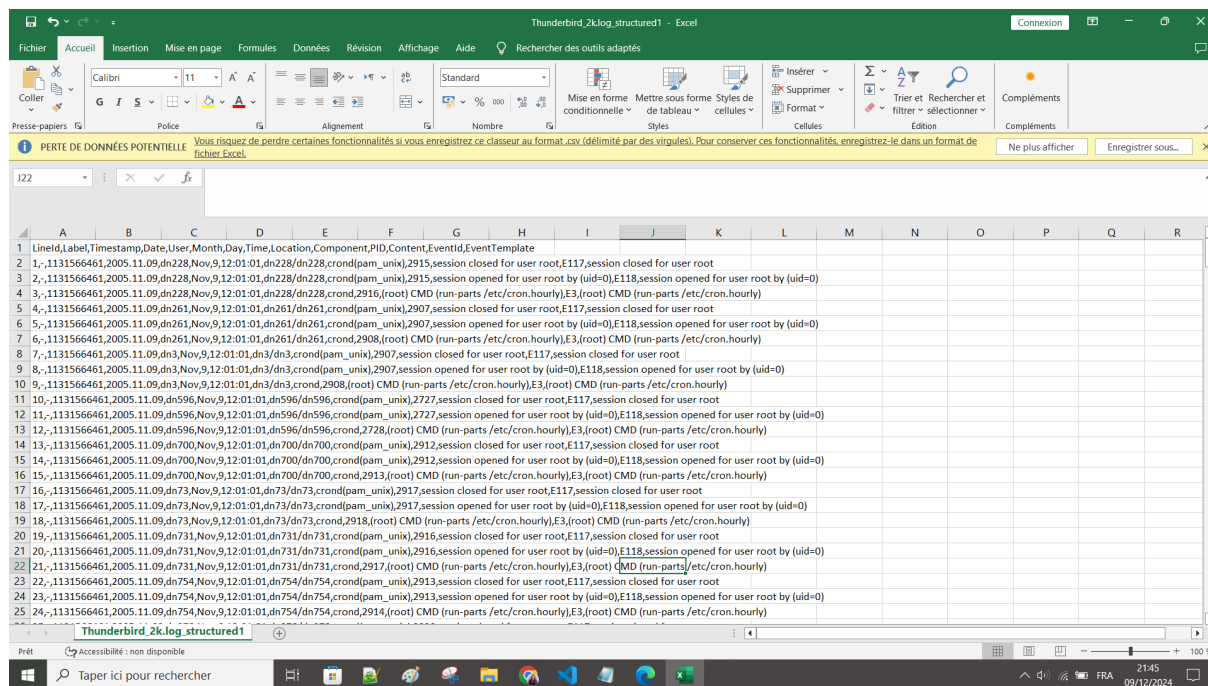 Thunderbird_2k.log_structured1 - Excel
Connexion
Fichier Accueil Insertion Mise en page Formules Données Révision Affichage Aide Rechercher des outils adaptés
Coller
Calibri 11 A A
Standard
G I S A
% 000
Mise en forme conditionnelle
Mettre sous forme de tableau
Styles de cellules
Insérer
Supprimer
Format
Trier et filtrer
Rechercher et sélectionner
Compléments
Presse-papiers Police Alignement Nombre Styles Cellules Édition Compléments
PERTE DE DONNÉES POTENTIELLE Vous risquez de perdre certaines fonctionnalités si vous enregistrez ce classeur au format .csv (délimité par des virgules). Pour conserver ces fonctionnalités, enregistrez-le dans un format de
fichier Excel.
Ne plus afficher Enregistrer sous...
J22 fx
A B C D E F G H I J K L M N O P Q R
1 LineId,Label,Timestamp,Date,User,Month,Day,Time,Location,Component,PID,Content,EventId,EventTemplate
2 1,-,1131566461,2005.11.09,dn228,Nov,9,12:01:01,dn228/dn228,crond(pam_unix),2915,session closed for user root,E117,session closed for user root
3 2,-,1131566461,2005.11.09,dn228,Nov,9,12:01:01,dn228/dn228,crond(pam_unix),2915,session opened for user root by (uid=0),E118,session opened for user root by (uid=0)
4 3,-,1131566461,2005.11.09,dn228,Nov,9,12:01:01,dn228/dn228,crond,2916,(root) CMD (run-parts /etc/cron.hourly),E3,(root) CMD (run-parts /etc/cron.hourly)
5 4,-,1131566461,2005.11.09,dn261,Nov,9,12:01:01,dn261/dn261,crond(pam_unix),2907,session closed for user root,E117,session closed for user root
6 5,-,1131566461,2005.11.09,dn261,Nov,9,12:01:01,dn261/dn261,crond(pam_unix),2907,session opened for user root by (uid=0),E118,session opened for user root by (uid=0)
7 6,-,1131566461,2005.11.09,dn261,Nov,9,12:01:01,dn261/dn261,crond,2908,(root) CMD (run-parts /etc/cron.hourly),E3,(root) CMD (run-parts /etc/cron.hourly)
8 7,-,1131566461,2005.11.09,dn3,Nov,9,12:01:01,dn3/dn3,crond(pam_unix),2907,session closed for user root,E117,session closed for user root
9 8,-,1131566461,2005.11.09,dn3,Nov,9,12:01:01,dn3/dn3,crond(pam_unix),2907,session opened for user root by (uid=0),E118,session opened for user root by (uid=0)
10 9,-,1131566461,2005.11.09,dn3,Nov,9,12:01:01,dn3/dn3,crond,2908,(root) CMD (run-parts /etc/cron.hourly),E3,(root) CMD (run-parts /etc/cron.hourly)
11 10,-,1131566461,2005.11.09,dn596,Nov,9,12:01:01,dn596/dn596,crond(pam_unix),2727,session closed for user root,E117,session closed for user root
12 11,-,1131566461,2005.11.09,dn596,Nov,9,12:01:01,dn596/dn596,crond(pam_unix),2727,session opened for user root by (uid=0),E118,session opened for user root by (uid=0)
13 12,-,1131566461,2005.11.09,dn596,Nov,9,12:01:01,dn596/dn596,crond,2728,(root) CMD (run-parts /etc/cron.hourly),E3,(root) CMD (run-parts /etc/cron.hourly)
14 13,-,1131566461,2005.11.09,dn700,Nov,9,12:01:01,dn700/dn700,crond(pam_unix),2912,session closed for user root,E117,session closed for user root
15 14,-,1131566461,2005.11.09,dn700,Nov,9,12:01:01,dn700/dn700,crond(pam_unix),2912,session opened for user root by (uid=0),E118,session opened for user root by (uid=0)
16 15,-,1131566461,2005.11.09,dn700,Nov,9,12:01:01,dn700/dn700,crond,2913,(root) CMD (run-parts /etc/cron.hourly),E3,(root) CMD (run-parts /etc/cron.hourly)
17 16,-,1131566461,2005.11.09,dn73,Nov,9,12:01:01,dn73/dn73,crond(pam_unix),2917,session closed for user root,E117,session closed for user root
18 17,-,1131566461,2005.11.09,dn73,Nov,9,12:01:01,dn73/dn73,crond(pam_unix),2917,session opened for user root by (uid=0),E118,session opened for user root by (uid=0)
19 18,-,1131566461,2005.11.09,dn73,Nov,9,12:01:01,dn73/dn73,crond,2918,(root) CMD (run-parts /etc/cron.hourly),E3,(root) CMD (run-parts /etc/cron.hourly)
20 19,-,1131566461,2005.11.09,dn731,Nov,9,12:01:01,dn731/dn731,crond(pam_unix),2916,session closed for user root,E117,session closed for user root
21 20,-,1131566461,2005.11.09,dn731,Nov,9,12:01:01,dn731/dn731,crond(pam_unix),2916,session opened for user root by (uid=0),E118,session opened for user root by (uid=0)
22 21,-,1131566461,2005.11.09,dn731,Nov,9,12:01:01,dn731/dn731,crond,2917,(root) CMD (run-parts /etc/cron.hourly),E3,(root) CMD (run-parts /etc/cron.hourly)
23 22,-,1131566461,2005.11.09,dn754,Nov,9,12:01:01,dn754/dn754,crond(pam_unix),2913,session closed for user root,E117,session closed for user root
24 23,-,1131566461,2005.11.09,dn754,Nov,9,12:01:01,dn754/dn754,crond(pam_unix),2913,session opened for user root by (uid=0),E118,session opened for user root by (uid=0)
25 24,-,1131566461,2005.11.09,dn754,Nov,9,12:01:01,dn754/dn754,crond,2914,(root) CMD (run-parts /etc/cron.hourly),E3,(root) CMD (run-parts /etc/cron.hourly)
Thunderbird_2k.log_structured1
Prêt Accessibilité : non disponible 100 %
Taper ici pour rechercher
FRA
21:45
09/12/2024